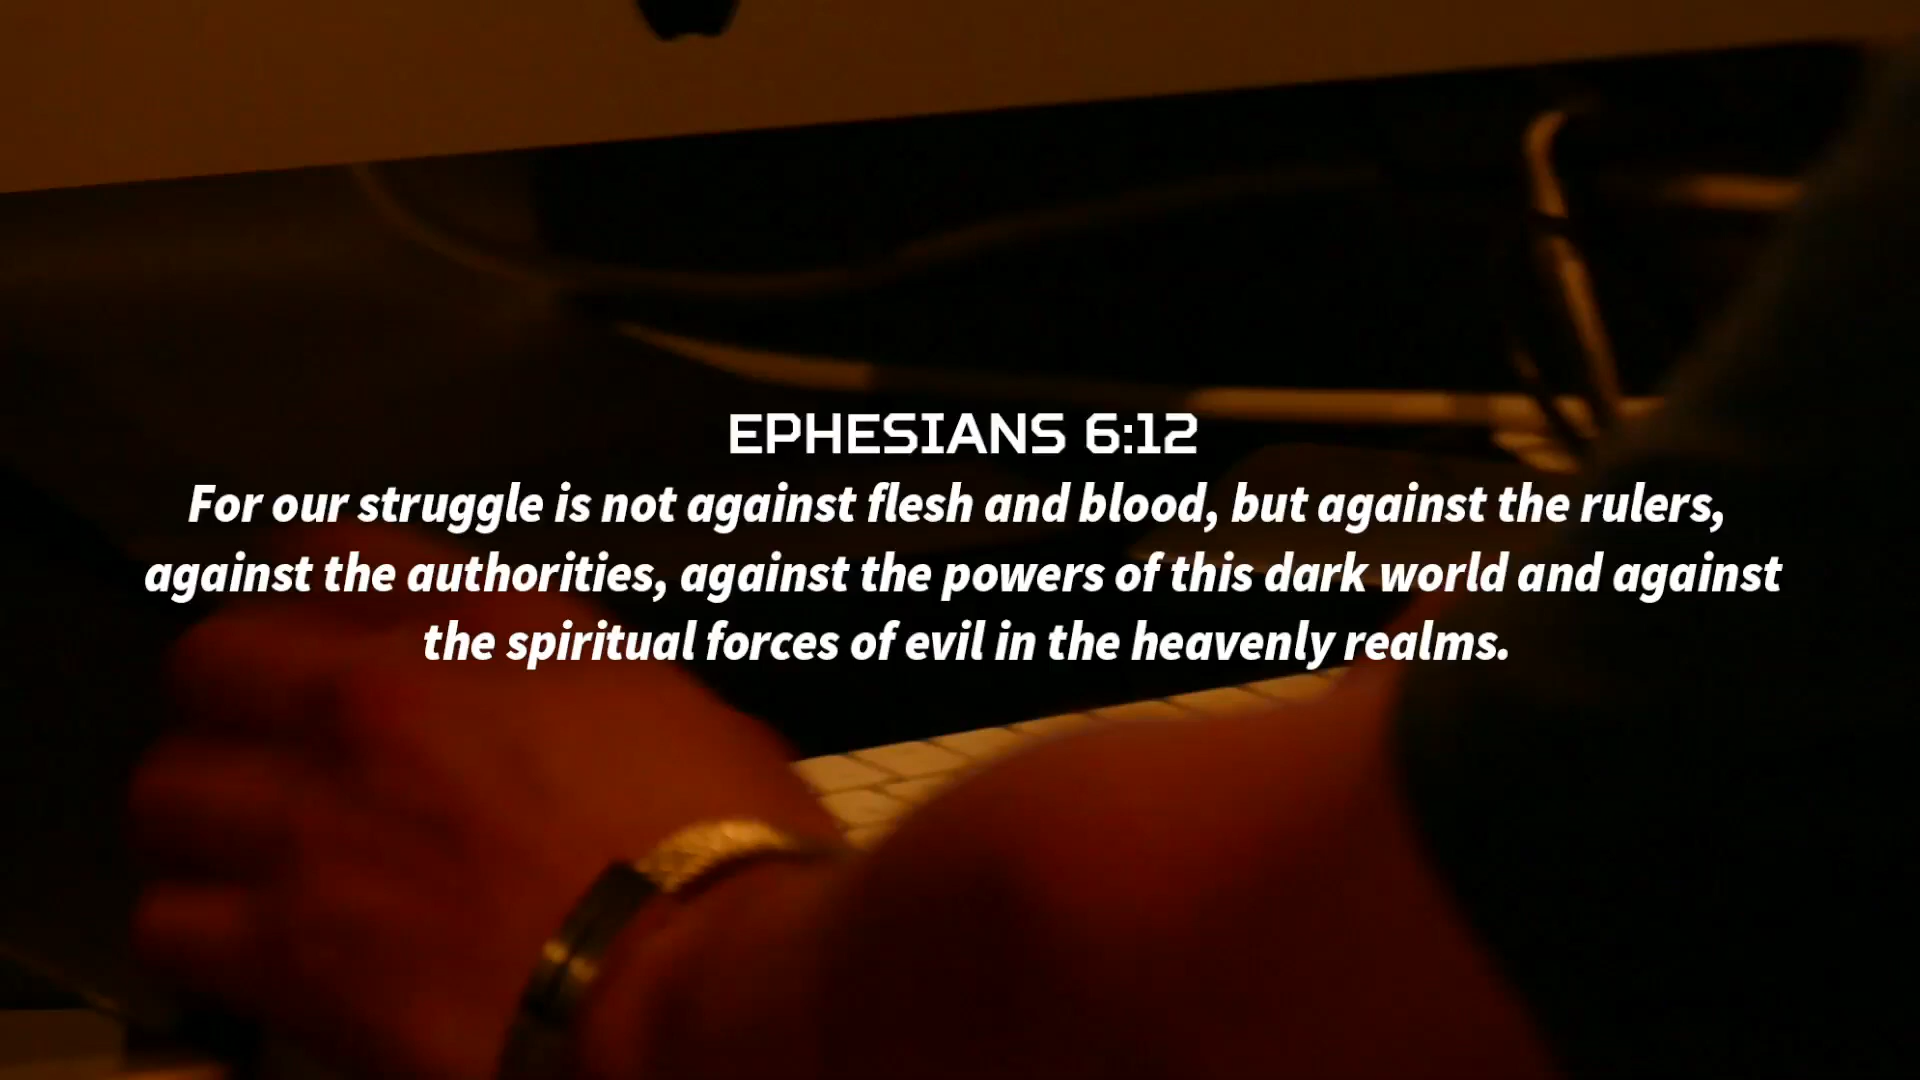 EPHESIANS 6:12
For our struggle is not against flesh and blood, but against the rulers,
against the authorities, against the powers of this dark world and against
the spiritual forces of evil in the heavenly realms.